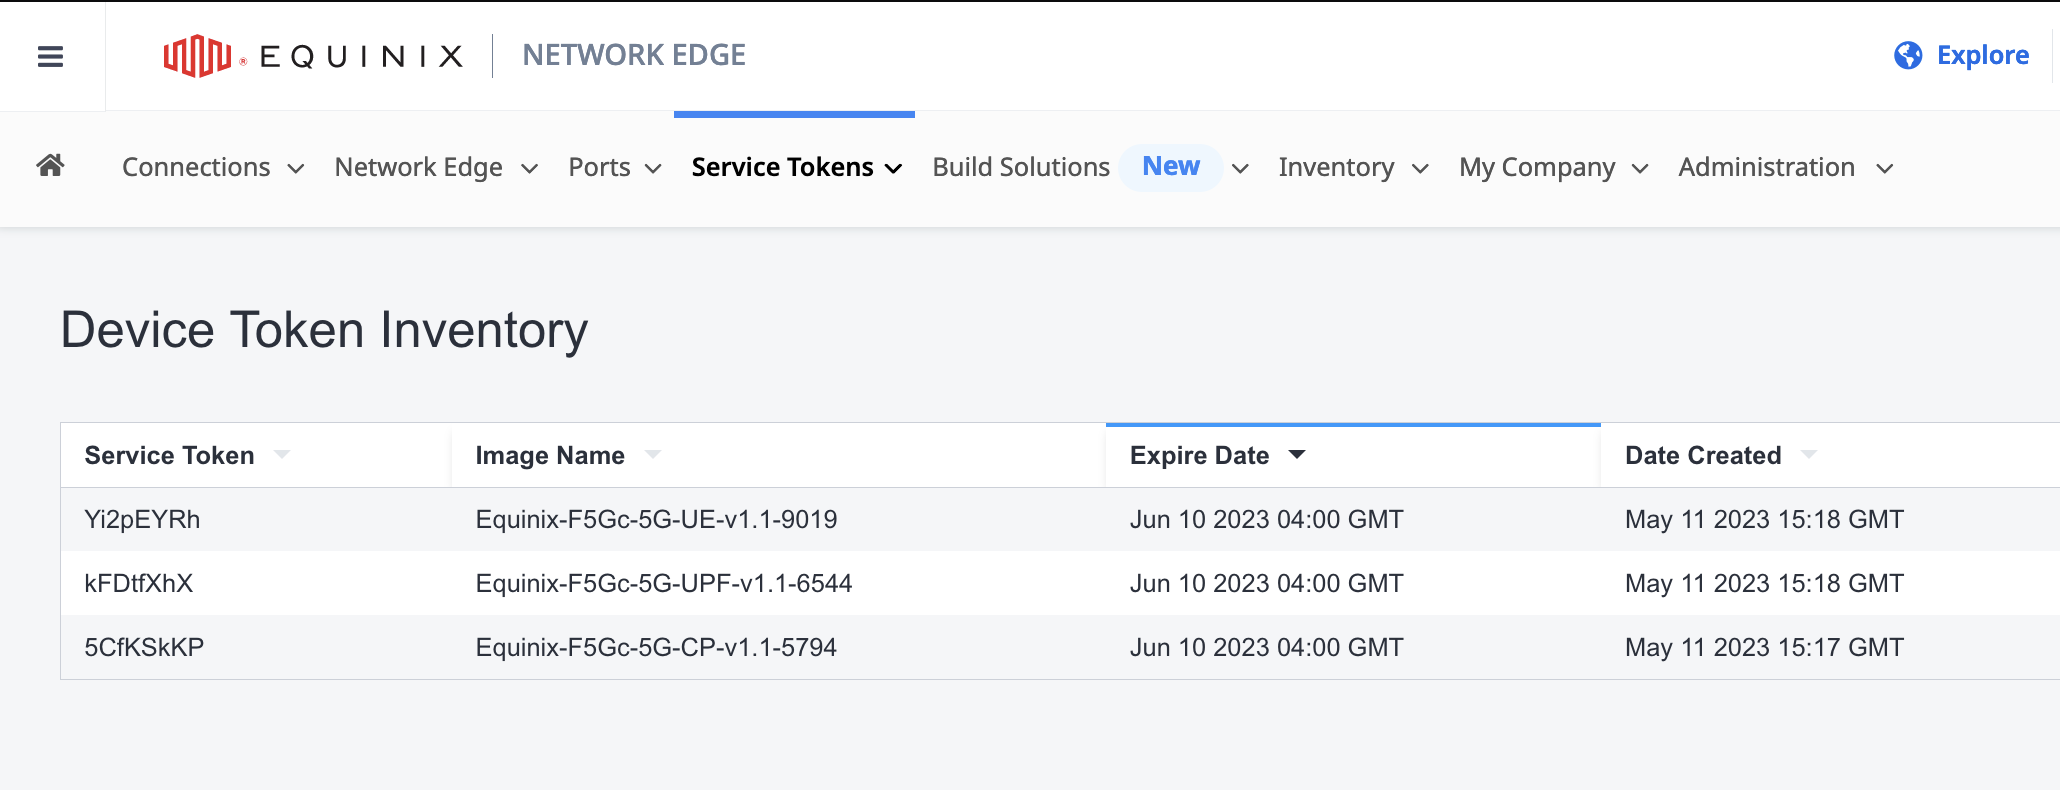 ® EQUINIX NETWORK EDGE Explore
Connections Network Edge Ports Service Tokens Build Solutions New Inventory My Company Administration
Device Token Inventory
Service Token Image Name Expire Date Date Created
Yi2pEYRh Equinix-F5Gc-5G-UE-v1.1-9019 Jun 10 2023 04:00 GMT May 11 2023 15:18 GMT
kFDtfXhX Equinix-F5Gc-5G-UPF-v1.1-6544 Jun 10 2023 04:00 GMT May 11 2023 15:18 GMT
5CfKSkKP Equinix-F5Gc-5G-CP-v1.1-5794 Jun 10 2023 04:00 GMT May 11 2023 15:17 GMT